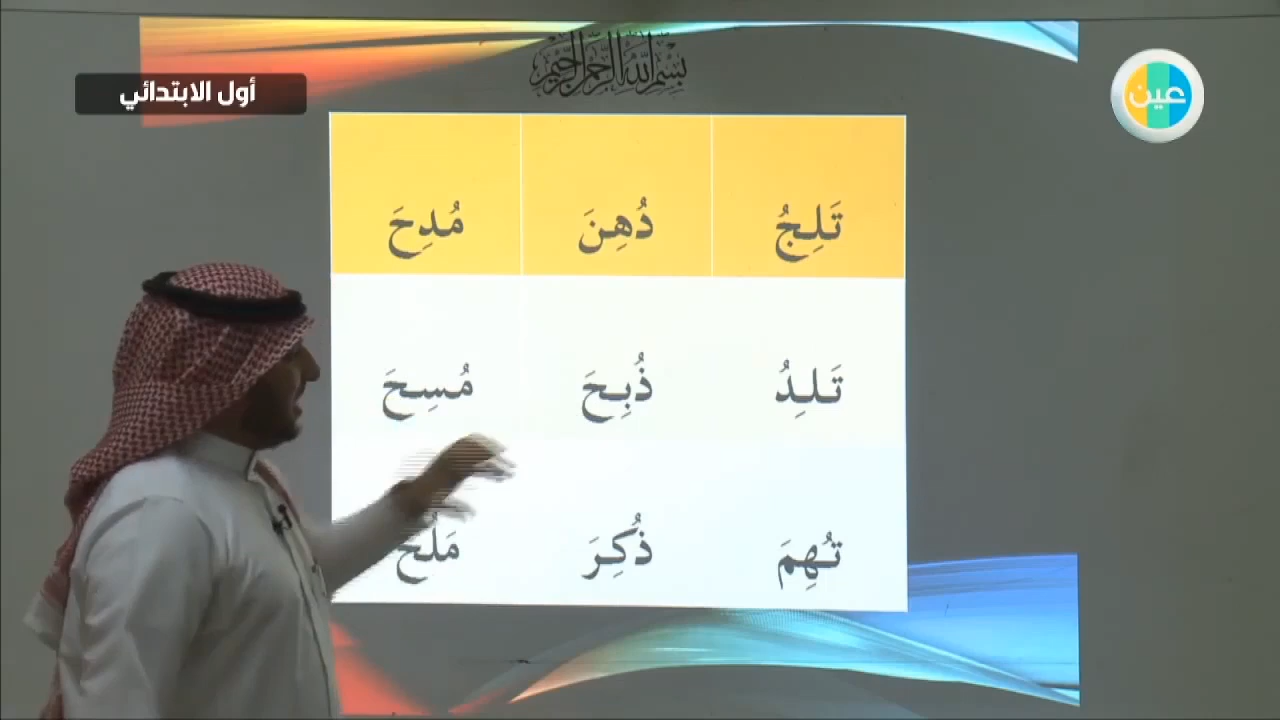 بسم الله الرحمن الرحيم
أول الابتدائي
عين
تَلِجُ دُهِنَ مُدِحَ
تَلِدُ ذُبِحَ مُسِحَ
تُهِمَ ذُكِرَ مَلُحَ